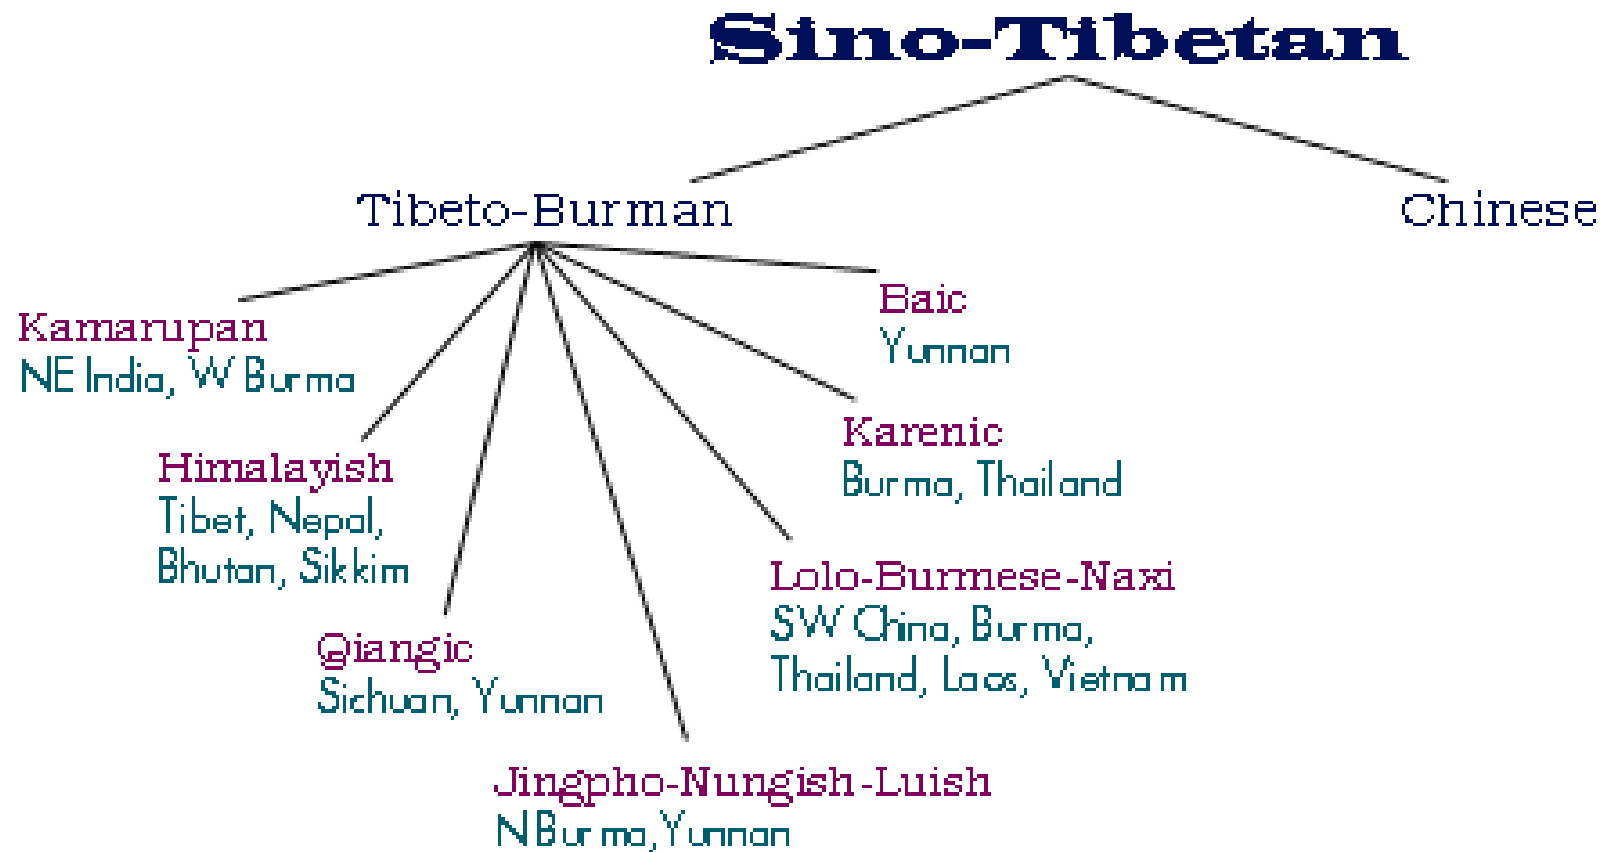 Sino-Tibetan
Tibeto-Burman
Chinese
Kamarupan
NE India, W Burma
Himalayish
Tibet, Nepal,
Bhutan, Sikkim
Qiangic
Sichuan, Yunnan
Jingpho-Nungish-Luish
N Burma, Yunnan
Lolo-Burmese-Naxi
SW China, Burma,
Thailand, Laos, Vietnam
Karenic
Burma, Thailand
Baic
Yunnan